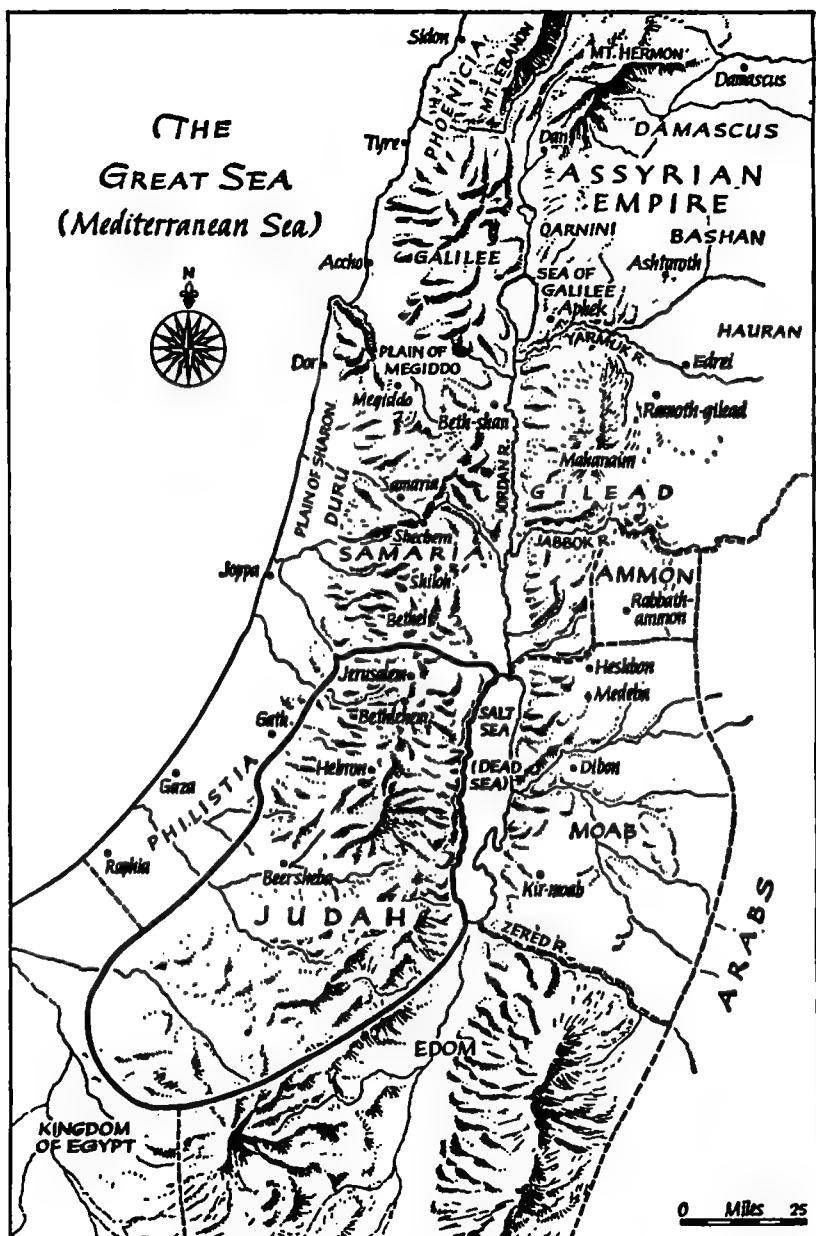 Sidon
PHOENICIA
MT. LEBANON
MT. HERMON
Damascus
THE
GREAT SEA
(Mediterranean Sea)
Tyre
Dan
DAMASCUS
ASSYRIAN
EMPIRE
QARNINI
BASHAN
Accho
GALILEE
SEA OF
GALILEE
Ashtaroth
N
Aphek
HAURAN
YARMUK R.
Dor
PLAIN OF
MEGIDDO
Edrei
Megiddo
Beth-shan
Ramoth-gilead
PLAIN OF SHARON
DURU
JORDAN R.
Mahanaim
Samaria
GILEAD
Shechem
SAMARIA
JABBOK R.
Joppa
Shiloh
AMMON
Rabbath-
ammon
Bethel
Jerusalem
Heshbon
Medeba
Gath
Bethlehem
SALT
SEA
(DEAD
SEA)
Hebron
Dibon
Gaza
PHILISTIA
MOAB
Raphia
Beersheba
Kir-moab
JUDAH
ZERED R.
ARABS
EDOM
KINGDOM
OF EGYPT
0 Miles 25